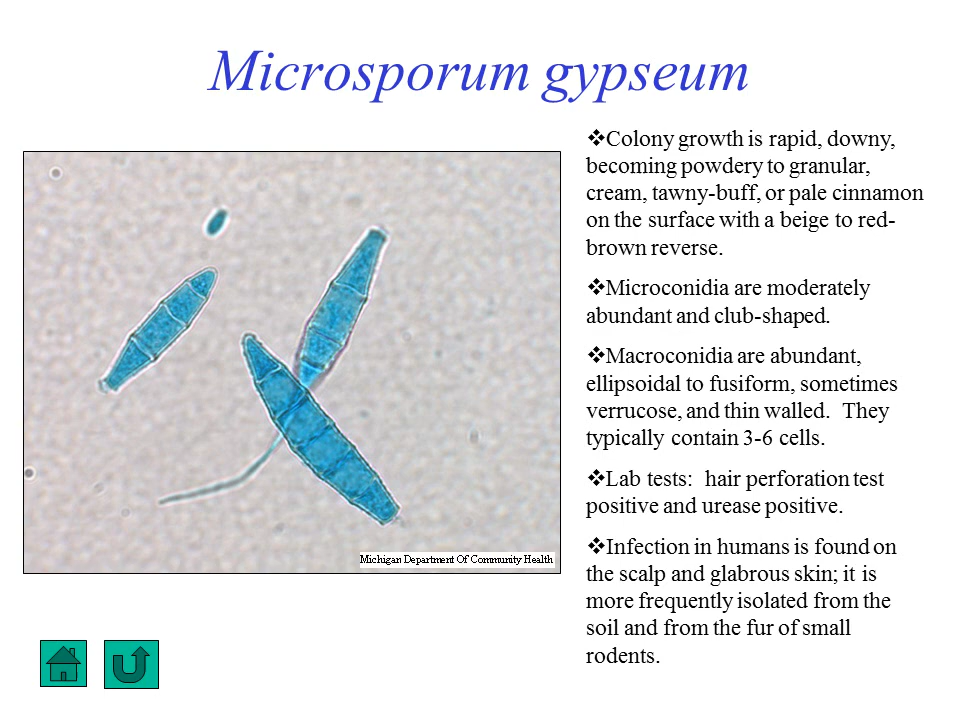 Microsporum gypseum
❖Colony growth is rapid, downy,
becoming powdery to granular,
cream, tawny-buff, or pale cinnamon
on the surface with a beige to red-
brown reverse.
❖Microconidia are moderately
abundant and club-shaped.
❖Macroconidia are abundant,
ellipsoidal to fusiform, sometimes
verrucose, and thin walled.  They
typically contain 3-6 cells.
❖Lab tests:  hair perforation test
positive and urease positive.
❖Infection in humans is found on
the scalp and glabrous skin; it is
more frequently isolated from the
soil and from the fur of small
rodents.
Michigan Department Of Community Health